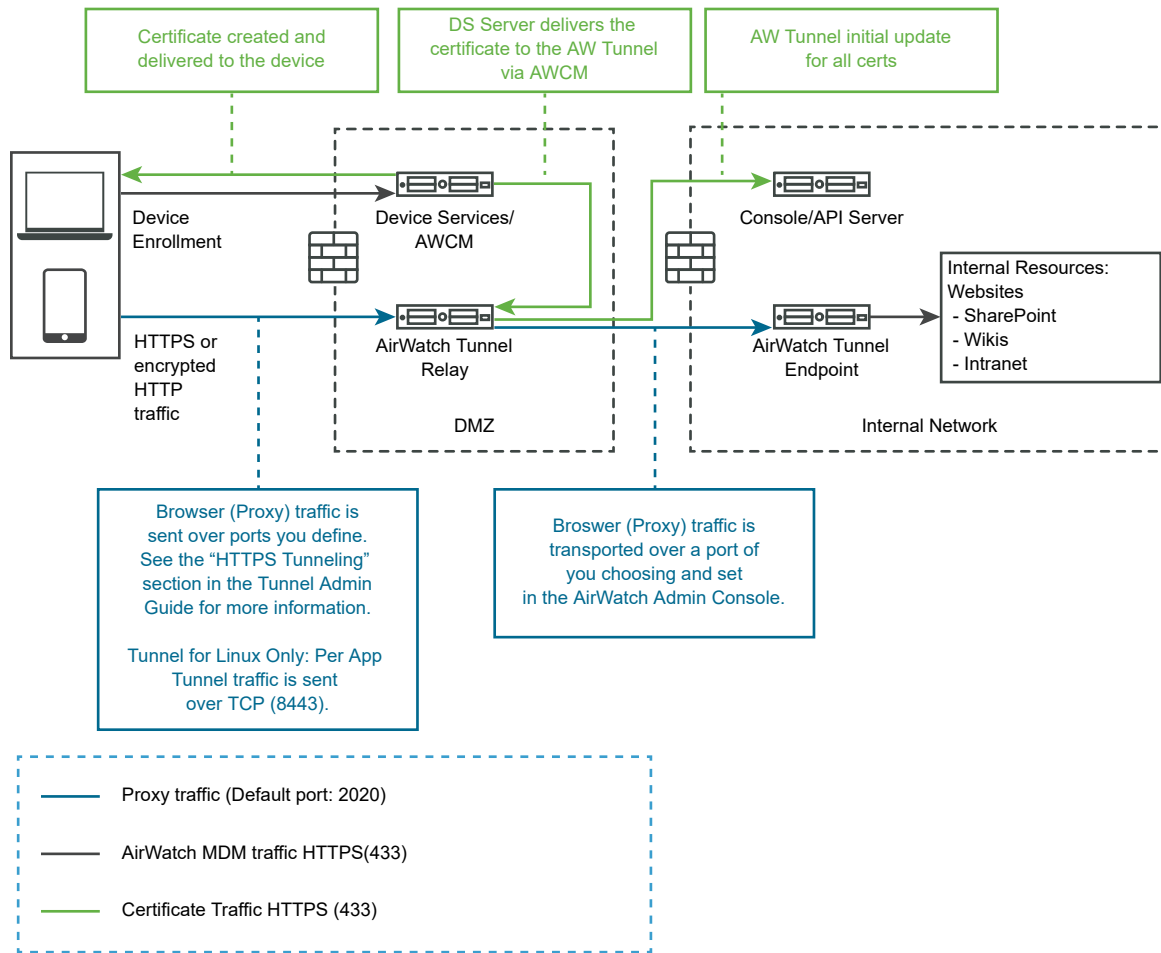 Certificate created and
delivered to the device
DS Server delivers the
certificate to the AW Tunnel
via AWCM
AW Tunnel initial update
for all certs
Device
Enrollment
Device Services/
AWCM
Console/API Server
HTTPS or
encrypted
HTTP
traffic
AirWatch Tunnel
Relay
AirWatch Tunnel
Endpoint
Internal Resources:
Websites
- SharePoint
- Wikis
- Intranet
DMZ
Internal Network
Browser (Proxy) traffic is
sent over ports you define.
See the “HTTPS Tunneling”
section in the Tunnel Admin
Guide for more information.
Tunnel for Linux Only: Per App
Tunnel traffic is sent
over TCP (8443).
Broswer (Proxy) traffic is
transported over a port of
you choosing and set
in the AirWatch Admin Console.
Proxy traffic (Default port: 2020)
AirWatch MDM traffic HTTPS(433)
Certificate Traffic HTTPS (433)